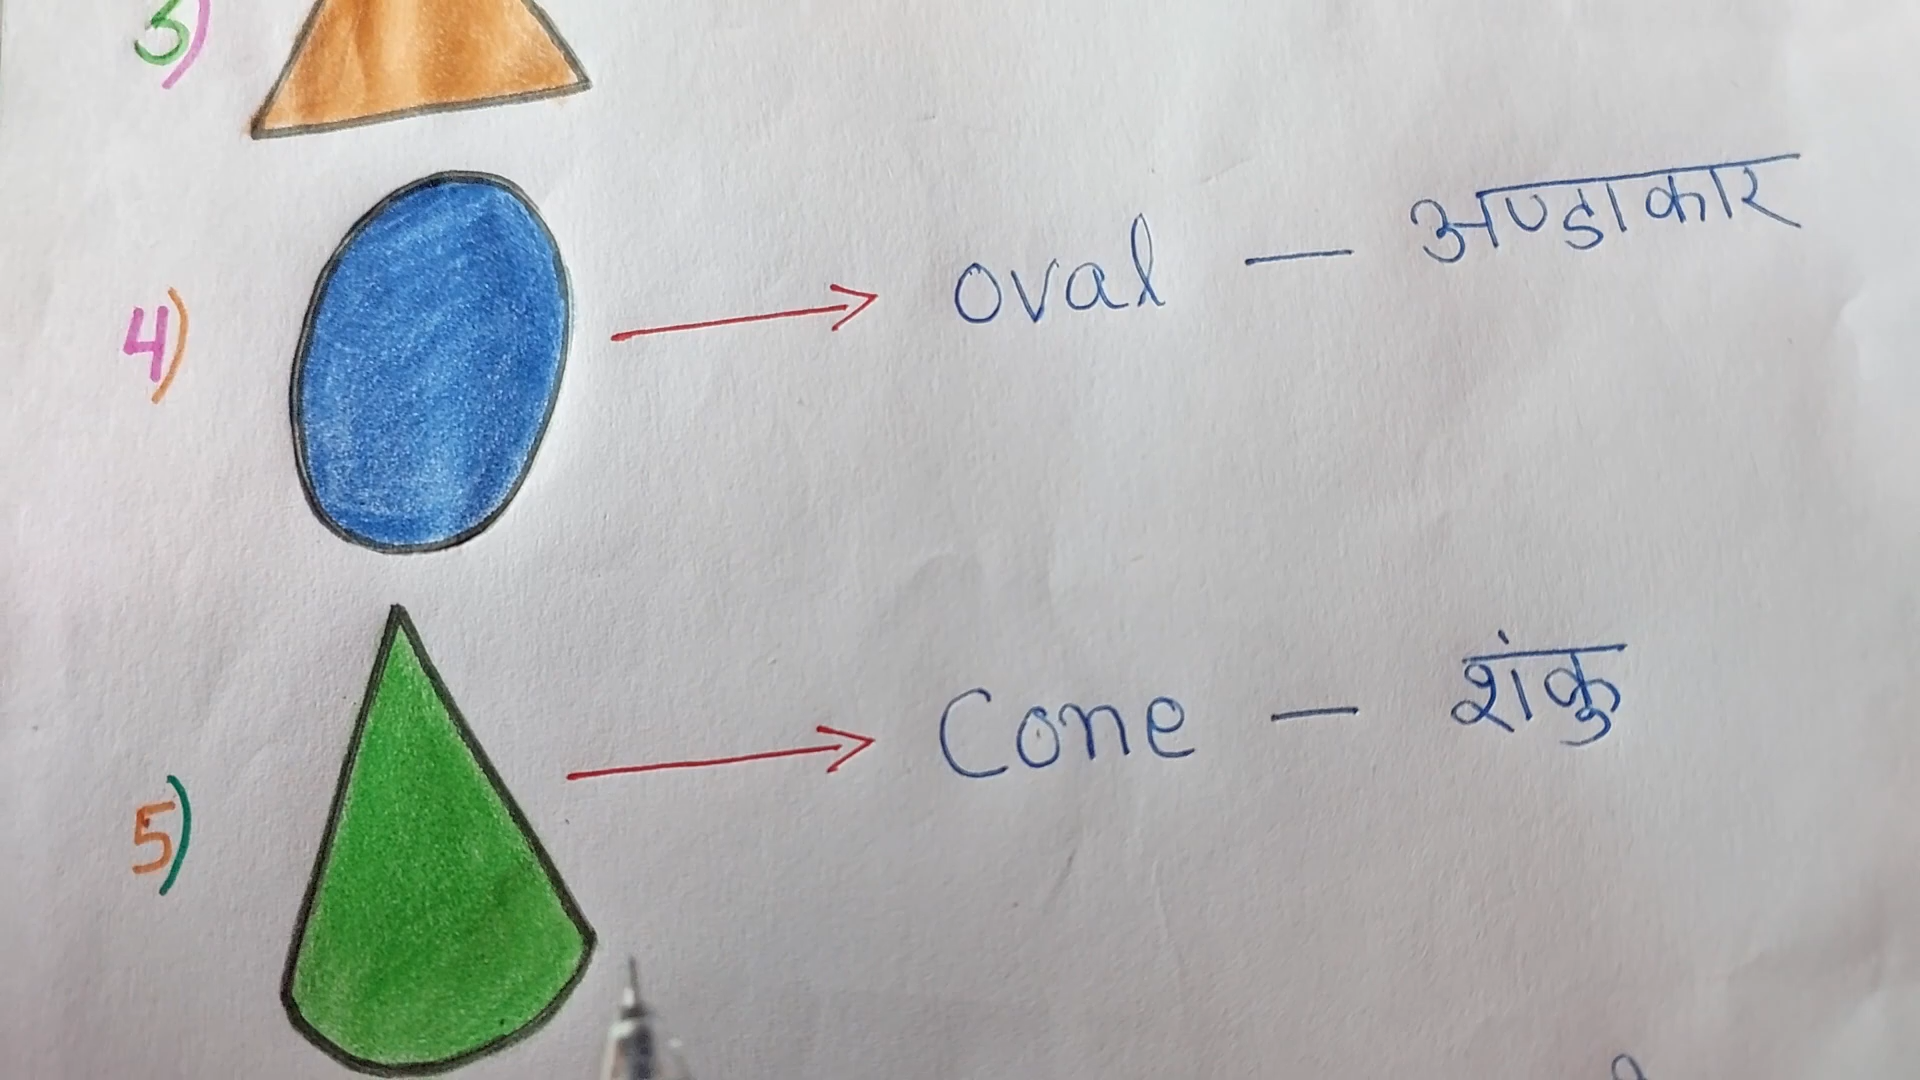 3)
4) oval — अण्डाकार
5) Cone — शंकु